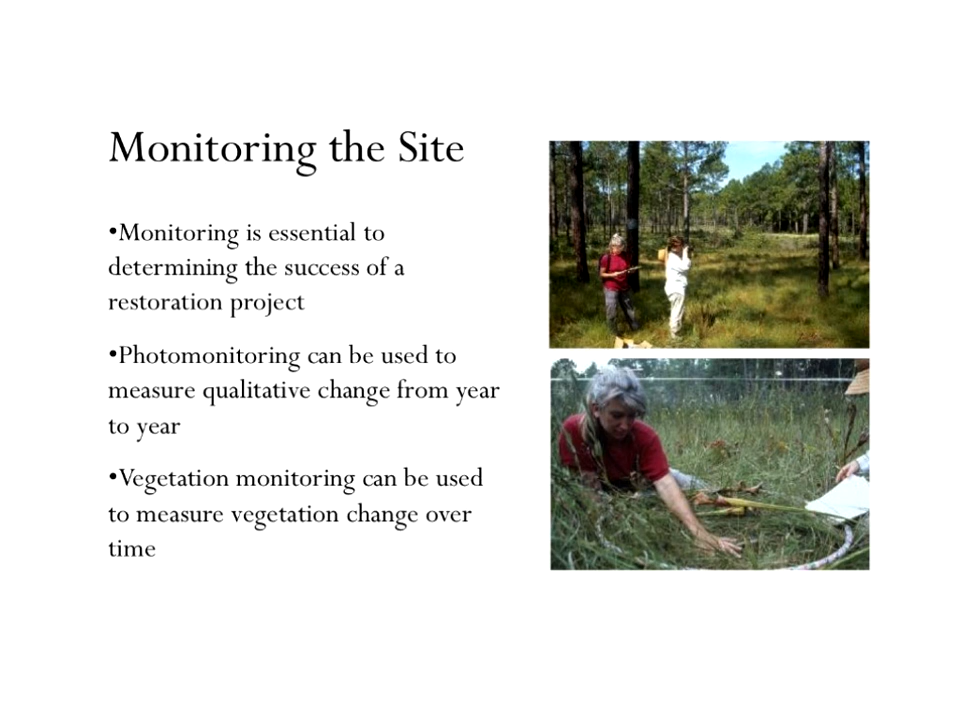 Monitoring the Site
•Monitoring is essential to
determining the success of a
restoration project
•Photomonitoring can be used to
measure qualitative change from year
to year
•Vegetation monitoring can be used
to measure vegetation change over
time